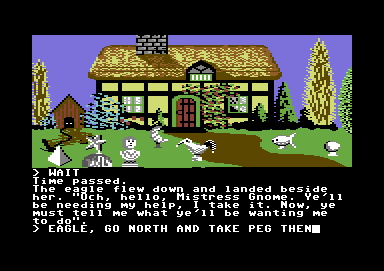 > WAIT
Time passed.
The eagle flew down and landed beside
her. "Och, hello, Mistress Gnome. Ye'll
be needing my help, I take it. Now, ye
must tell me what ye'll be wanting me
to do".
> EAGLE, GO NORTH AND TAKE PEG THEN